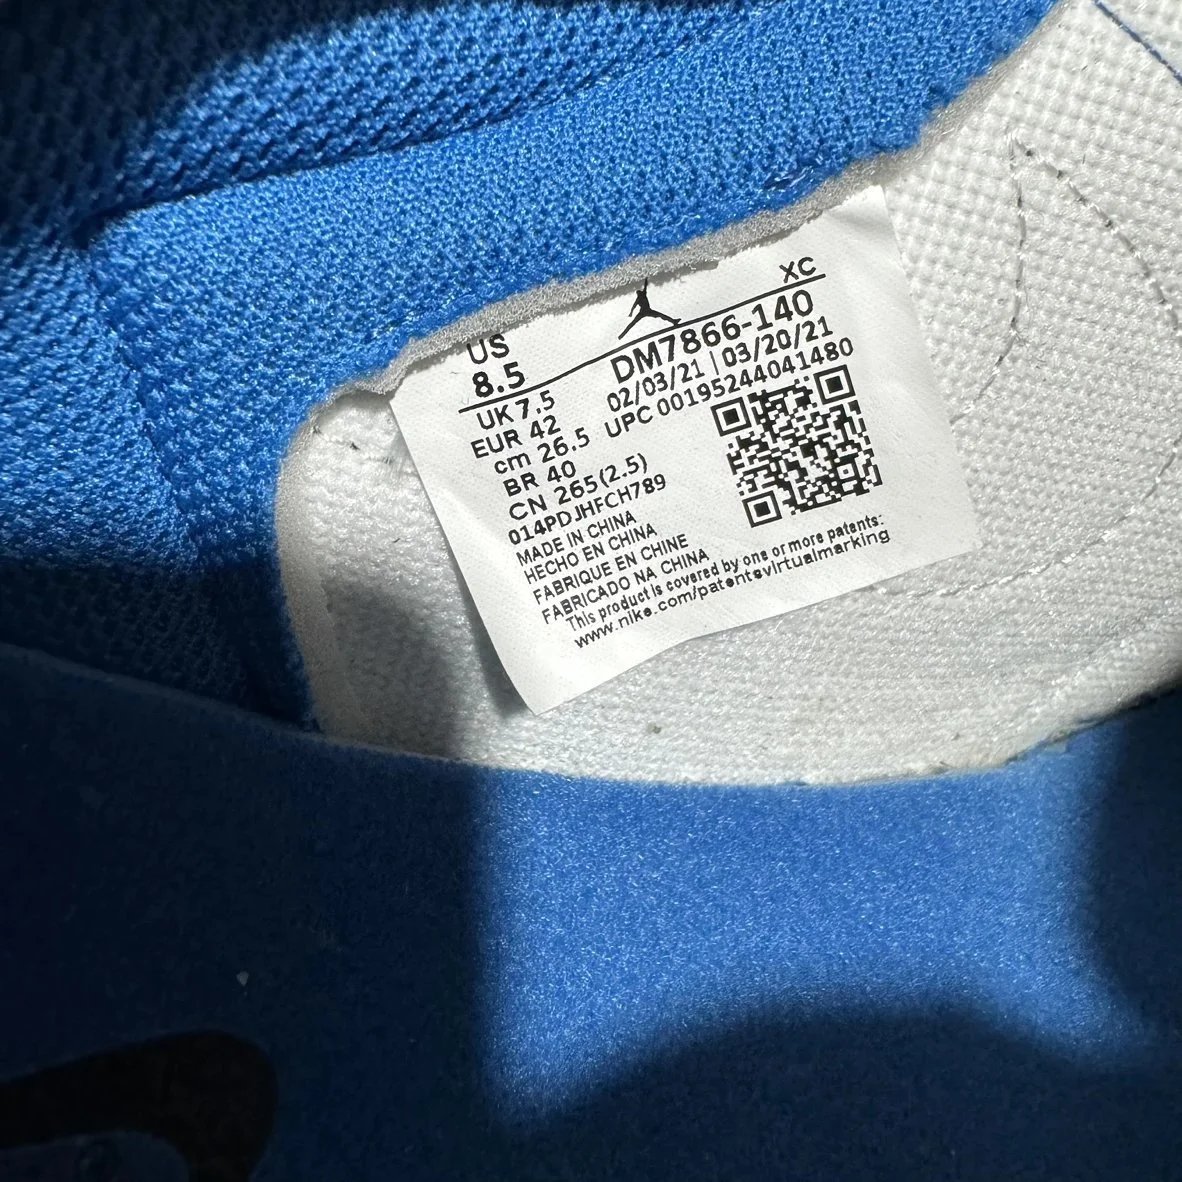 XC
US
8.5
DM7866-140
UK 7.5
02/03/21 | 03/20/21
EUR 42
UPC 00195244041480
cm 26.5
BR 40
CN 265(2.5)
014PDJHFCH789
MADE IN CHINA
HECHO EN CHINA
FABRIQUE EN CHINE
FABRICADO NA CHINA
This product is covered by one or more patents:
www.nike.com/patentsvirtualmarking